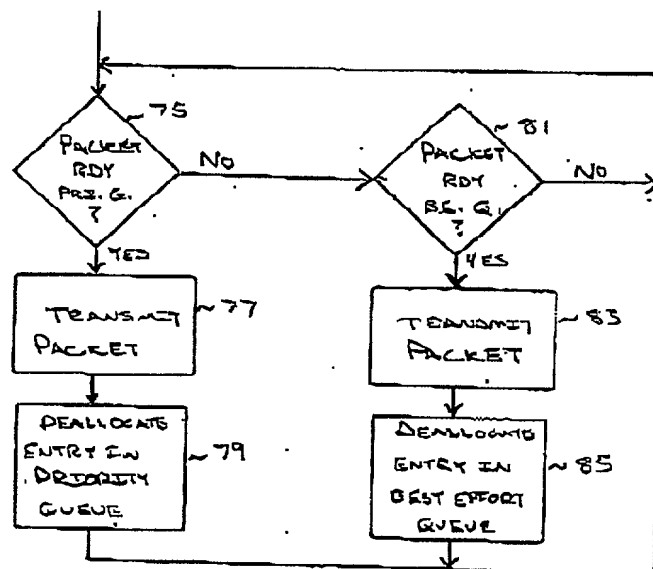 ~75
PACKET
RDY
PRI. Q.
?
NO
YES
~81
PACKET
RDY
B.E. Q.
?
NO
YES
TRANSMIT
PACKET
~77
TRANSMIT
PACKET
~83
DEALLOCATE
ENTRY IN
PRIORITY
QUEUE
~79
DEALLOCATE
ENTRY IN
BEST EFFORT
QUEUE
~85